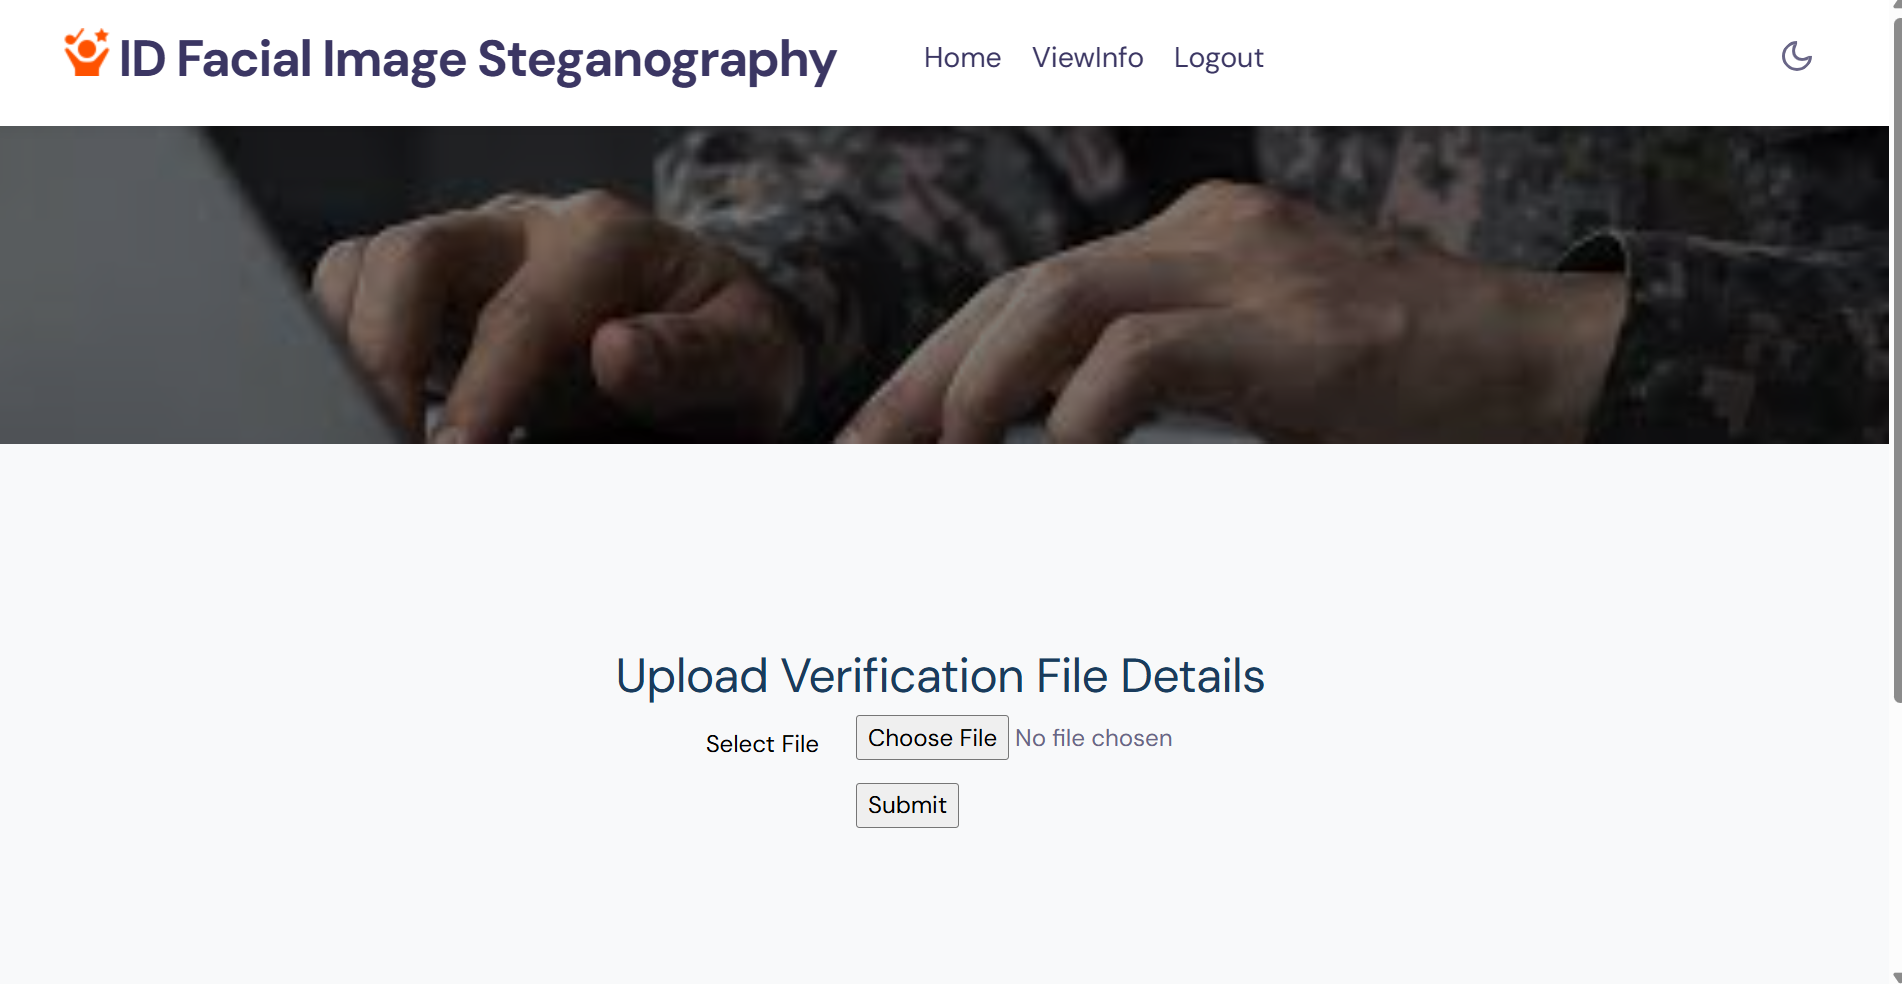 ID Facial Image Steganography
Home ViewInfo Logout
Upload Verification File Details
Select File Choose File No file chosen
Submit